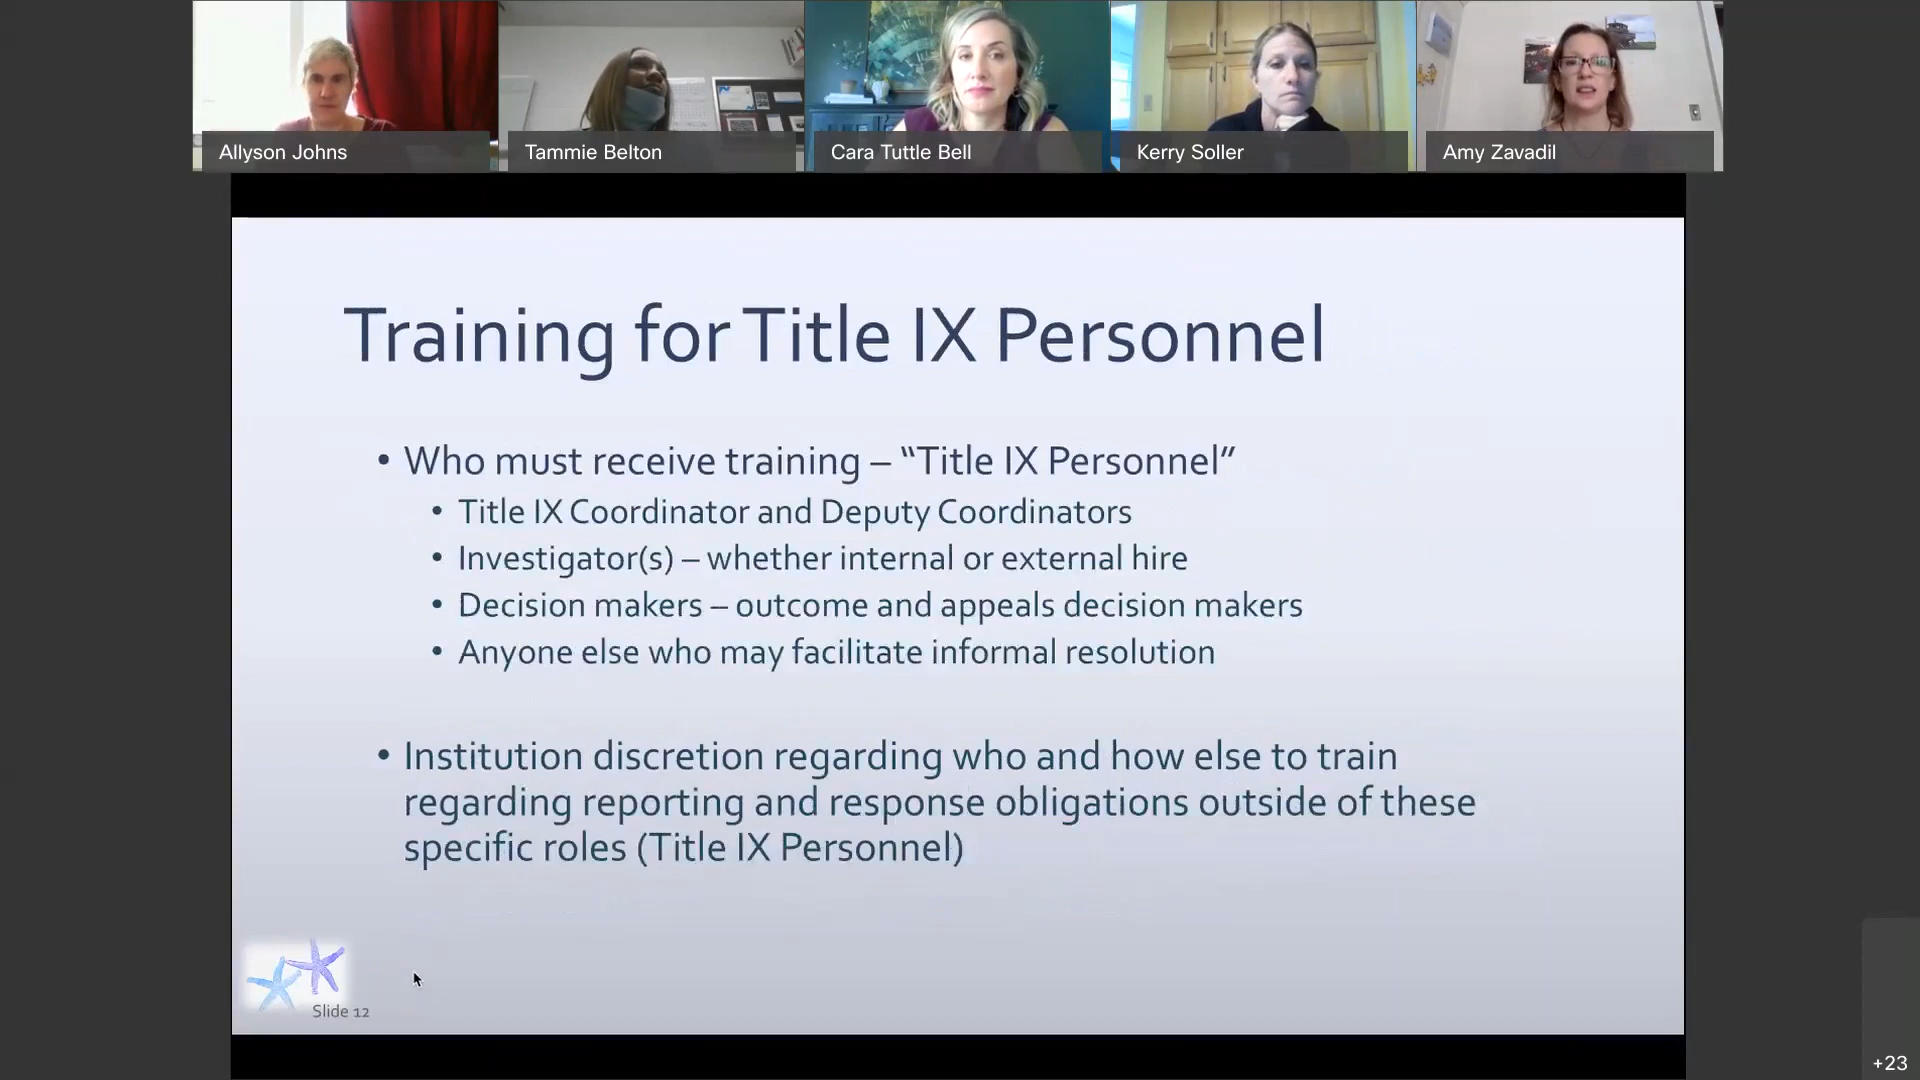 Allyson Johns
Tammie Belton
Cara Tuttle Bell
Kerry Soller
Amy Zavadil
Training for Title IX Personnel
• Who must receive training – “Title IX Personnel”
• Title IX Coordinator and Deputy Coordinators
• Investigator(s) – whether internal or external hire
• Decision makers – outcome and appeals decision makers
• Anyone else who may facilitate informal resolution
• Institution discretion regarding who and how else to train
regarding reporting and response obligations outside of these
specific roles (Title IX Personnel)
Slide 12
+23